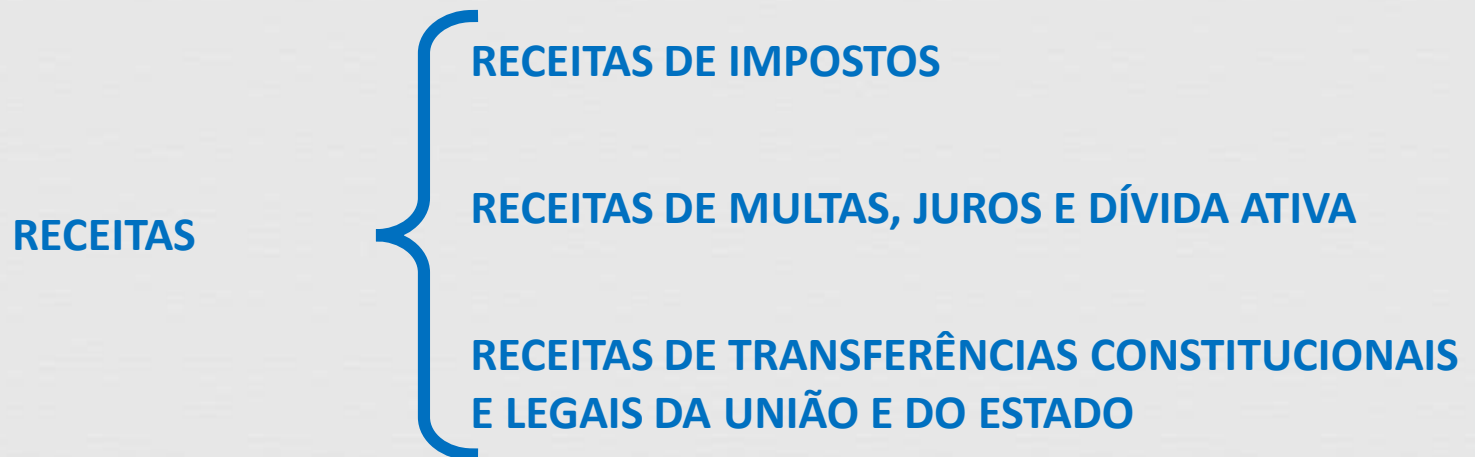 RECEITAS
RECEITAS DE IMPOSTOS
RECEITAS DE MULTAS, JUROS E DÍVIDA ATIVA
RECEITAS DE TRANSFERÊNCIAS CONSTITUCIONAIS
E LEGAIS DA UNIÃO E DO ESTADO